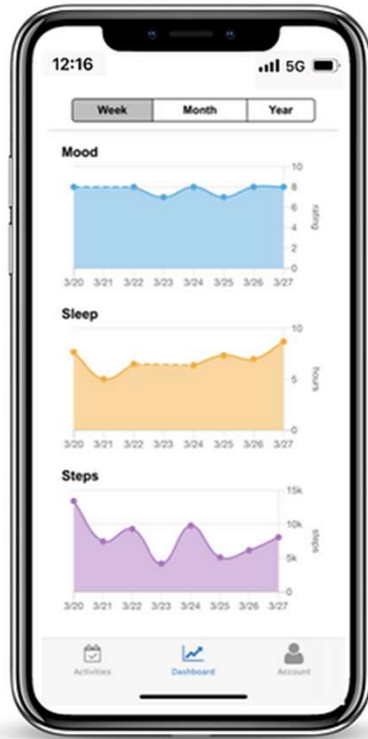 12:16 5G
Week Month Year
Mood
10
8
6
4
2
0
rating
3/20 3/21 3/22 3/23 3/24 3/25 3/26 3/27
Sleep
10
5
0
hours
3/20 3/21 3/22 3/23 3/24 3/25 3/26 3/27
Steps
15k
10k
5k
0
steps
3/20 3/21 3/22 3/23 3/24 3/25 3/26 3/27
Activities Dashboard Account